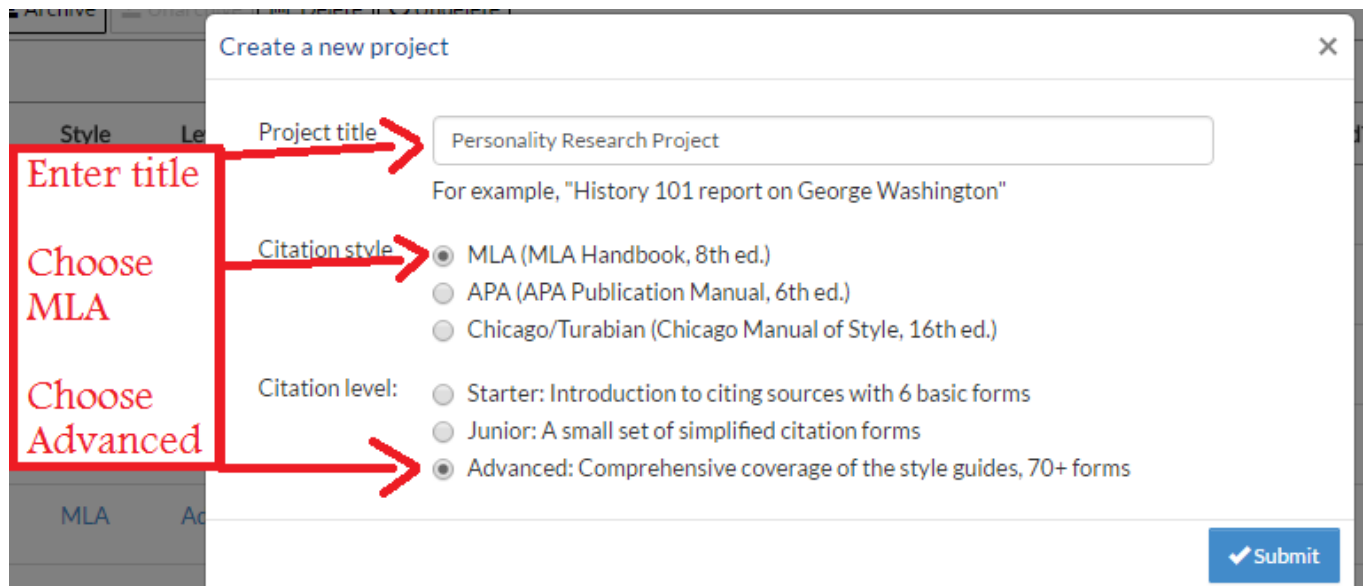 Archive
Create a new project
×
Style
Project title
Personality Research Project
For example, "History 101 report on George Washington"
Enter title
Choose
MLA
Choose
Advanced
Citation style
MLA (MLA Handbook, 8th ed.)
APA (APA Publication Manual, 6th ed.)
Chicago/Turabian (Chicago Manual of Style, 16th ed.)
Citation level:
Starter: Introduction to citing sources with 6 basic forms
Junior: A small set of simplified citation forms
Advanced: Comprehensive coverage of the style guides, 70+ forms
MLA
Submit